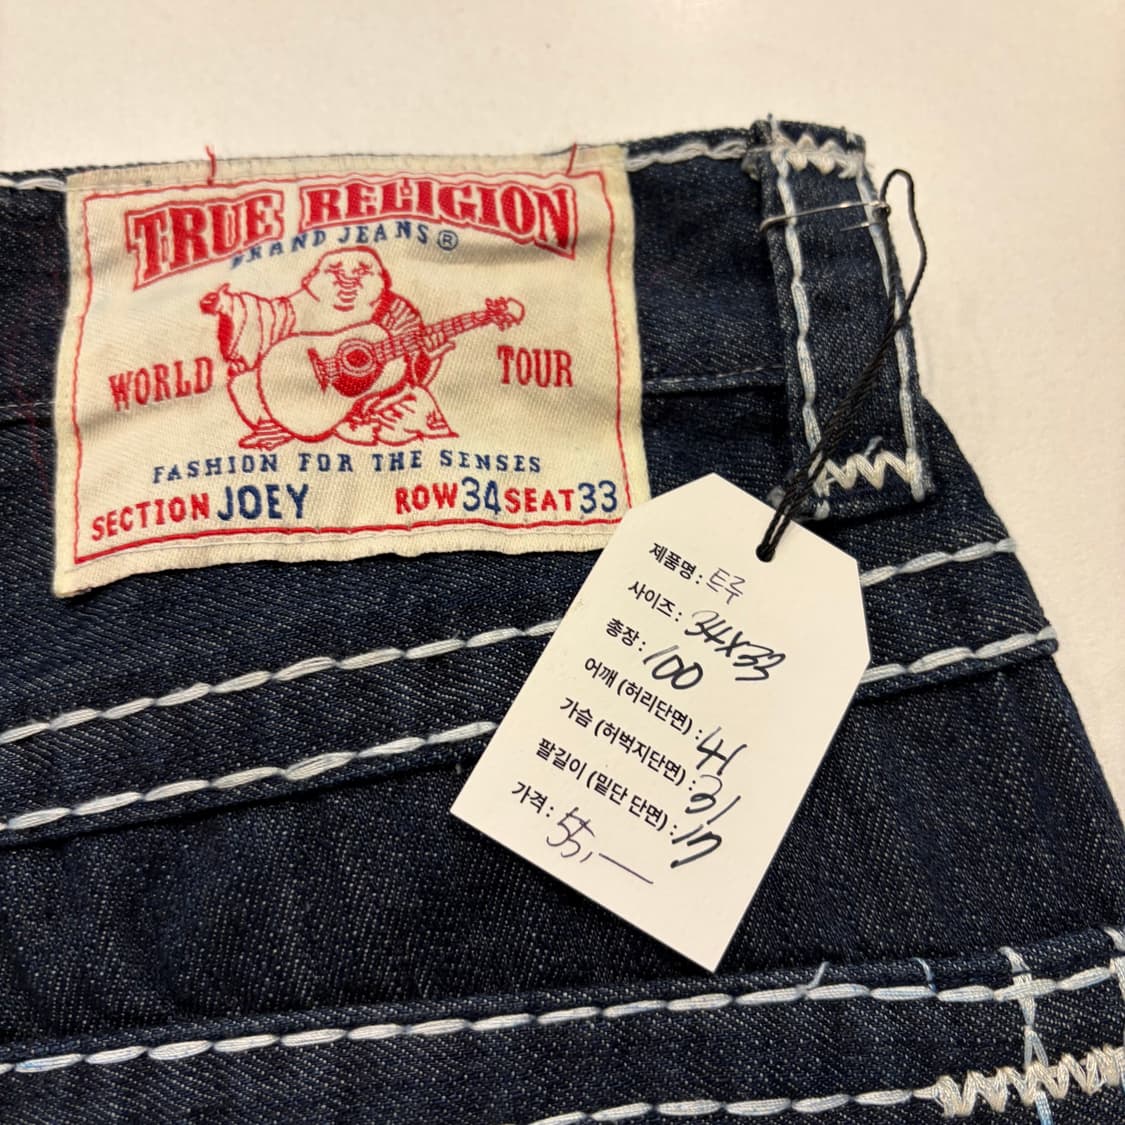 TRUE RELIGION
BRAND JEANS®
WORLD TOUR
FASHION FOR THE SENSES
SECTION JOEY ROW 34 SEAT 33
제품명 : 트루
사이즈 : 34x33
총장 : 100
어깨 (허리단면) : 41
가슴 (허벅지단면) : 31
팔길이 (밑단 단면) : 17
가격 : 55,—